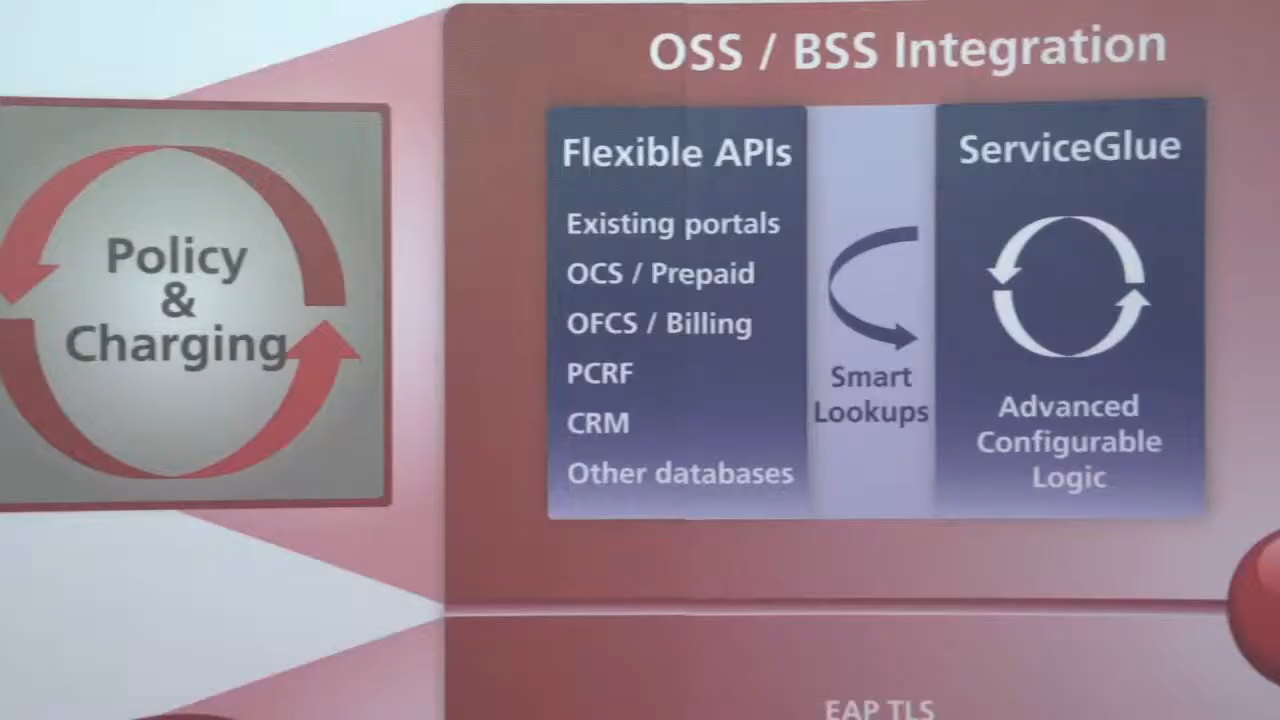 OSS / BSS Integration
Policy
&
Charging
Flexible APIs
Existing portals
OCS / Prepaid
OFCS / Billing
PCRF
CRM
Other databases
Smart
Lookups
ServiceGlue
Advanced
Configurable
Logic
EAP TLS